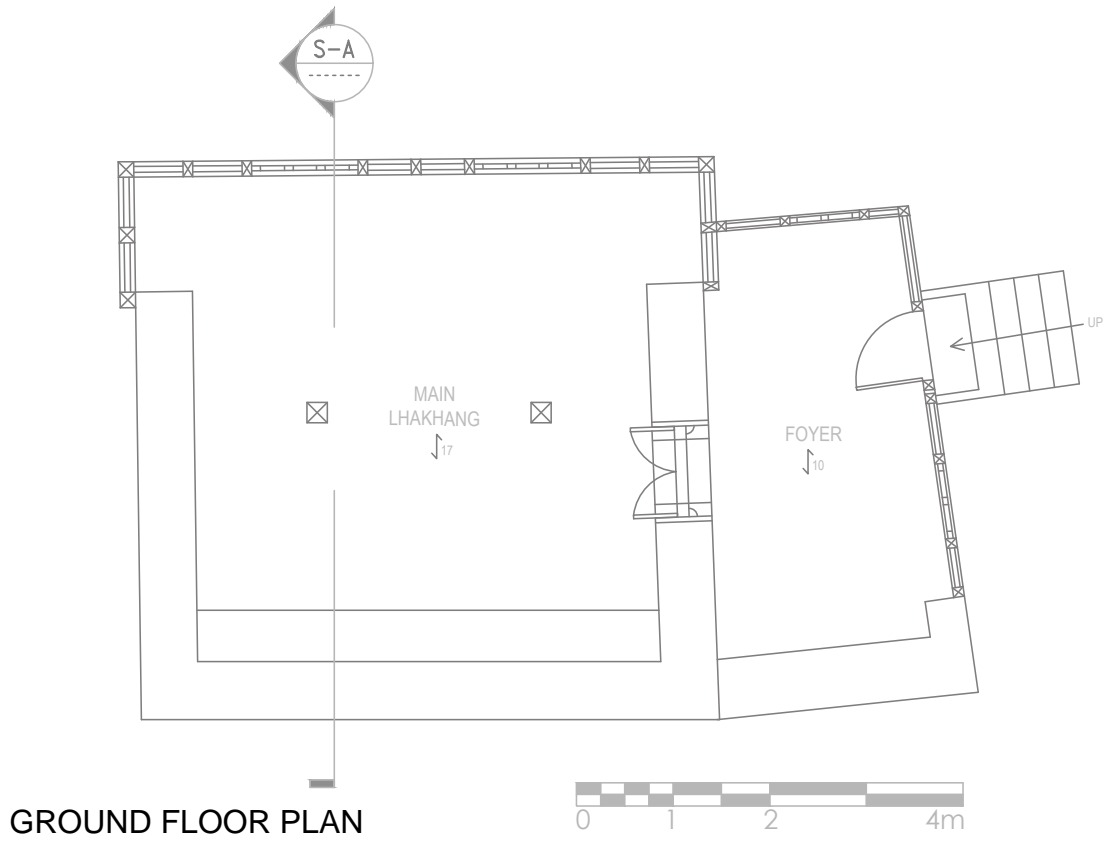 S-A
UP
MAIN
LHAKHANG
17
FOYER
10
GROUND FLOOR PLAN
0 1 2 4m